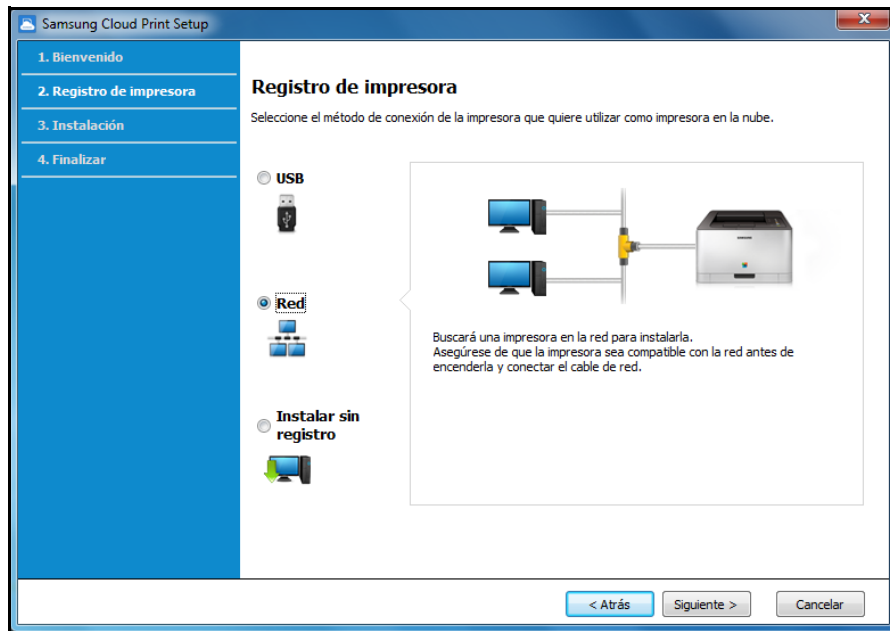 Samsung Cloud Print Setup
1. Bienvenido
2. Registro de impresora
3. Instalación
4. Finalizar
Registro de impresora
Seleccione el método de conexión de la impresora que quiere utilizar como impresora en la nube.
USB
Red
Buscará una impresora en la red para instalarla.
Asegúrese de que la impresora sea compatible con la red antes de
encenderla y conectar el cable de red.
Instalar sin
registro
< Atrás
Siguiente >
Cancelar